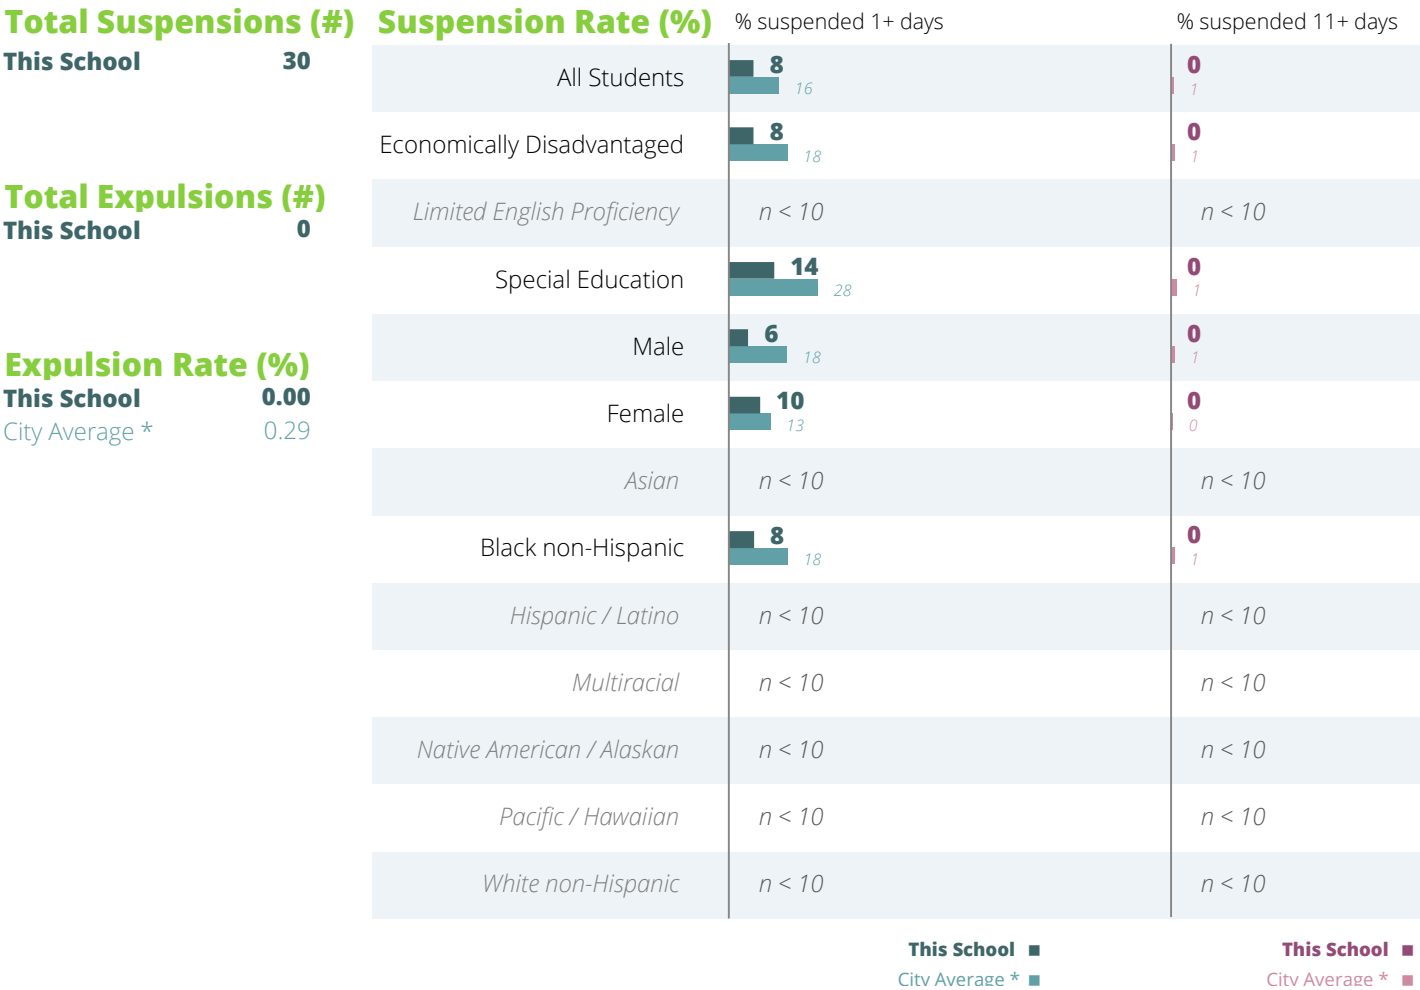 Total Suspensions (#)
This School 30
Total Expulsions (#)
This School 0
Expulsion Rate (%)
This School 0.00
City Average * 0.29
Suspension Rate (%) % suspended 1+ days % suspended 11+ days
All Students 8 0
16 1
Economically Disadvantaged 8 0
18 1
Limited English Proficiency n < 10 n < 10
Special Education 14 0
28 1
Male 6 0
18 1
Female 10 0
13 0
Asian n < 10 n < 10
Black non-Hispanic 8 0
18 1
Hispanic / Latino n < 10 n < 10
Multiracial n < 10 n < 10
Native American / Alaskan n < 10 n < 10
Pacific / Hawaiian n < 10 n < 10
White non-Hispanic n < 10 n < 10
This School This School
City Average * City Average *